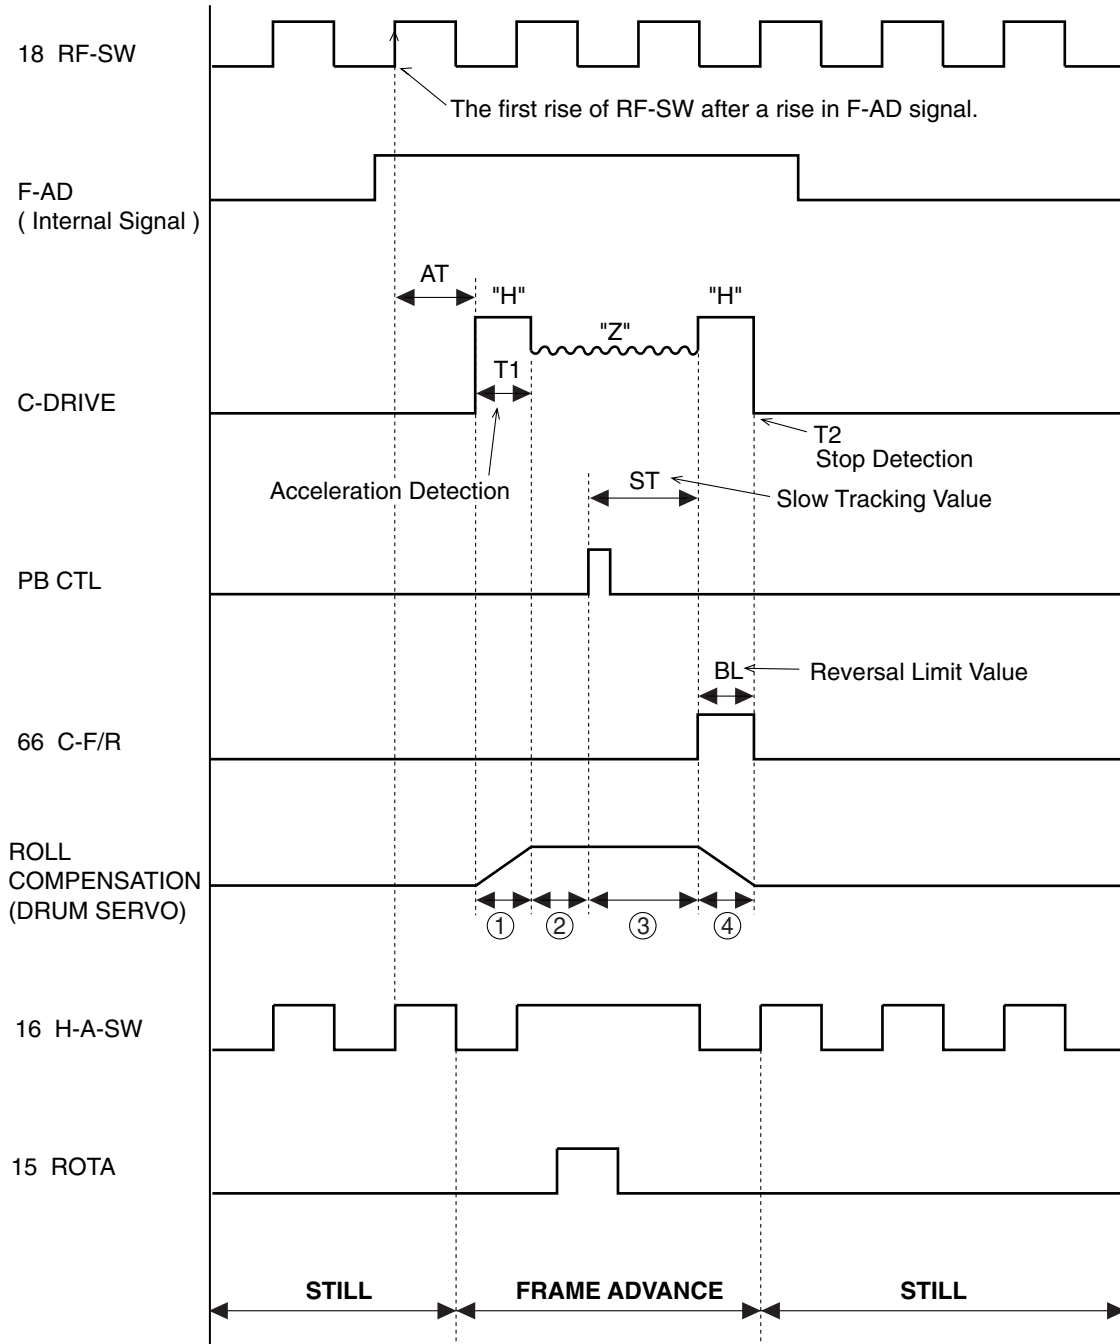 18 RF-SW
The first rise of RF-SW after a rise in F-AD signal.
F-AD
( Internal Signal )
AT
"H"
"Z"
"H"
T1
C-DRIVE
T2
Stop Detection
Acceleration Detection
ST
Slow Tracking Value
PB CTL
BL
Reversal Limit Value
66 C-F/R
ROLL
COMPENSATION
(DRUM SERVO)
① ② ③ ④
16 H-A-SW
15 ROTA
STILL FRAME ADVANCE STILL